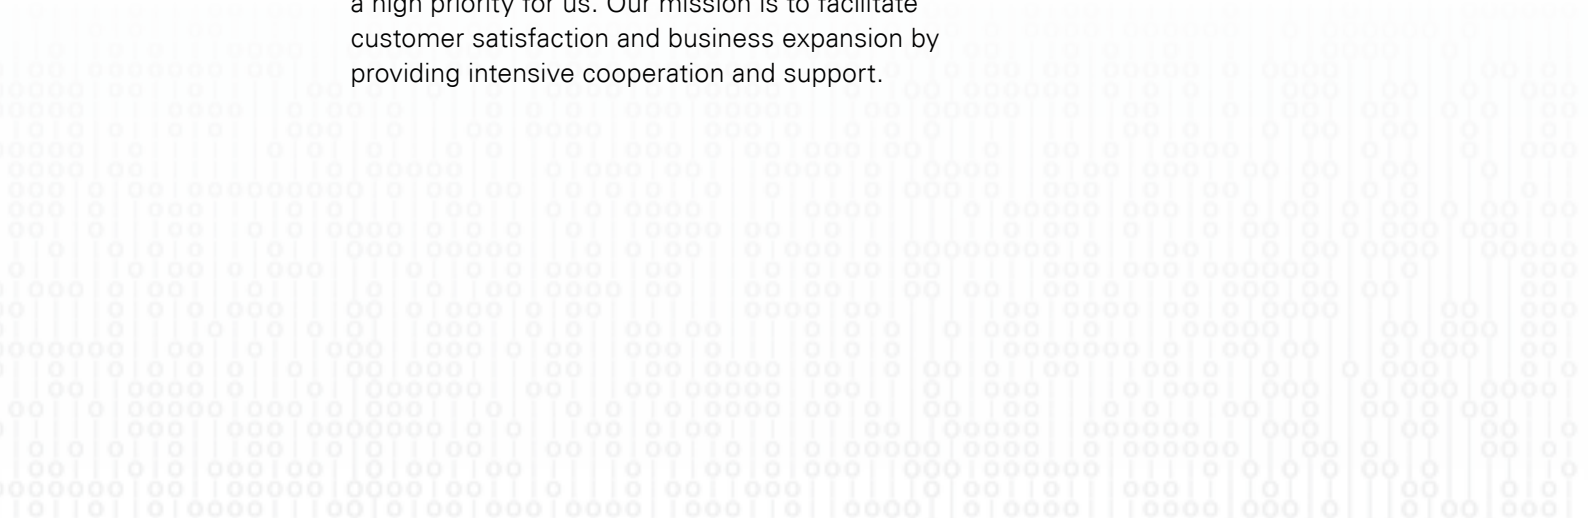 a high priority for us. Our mission is to facilitate
customer satisfaction and business expansion by
providing intensive cooperation and support.